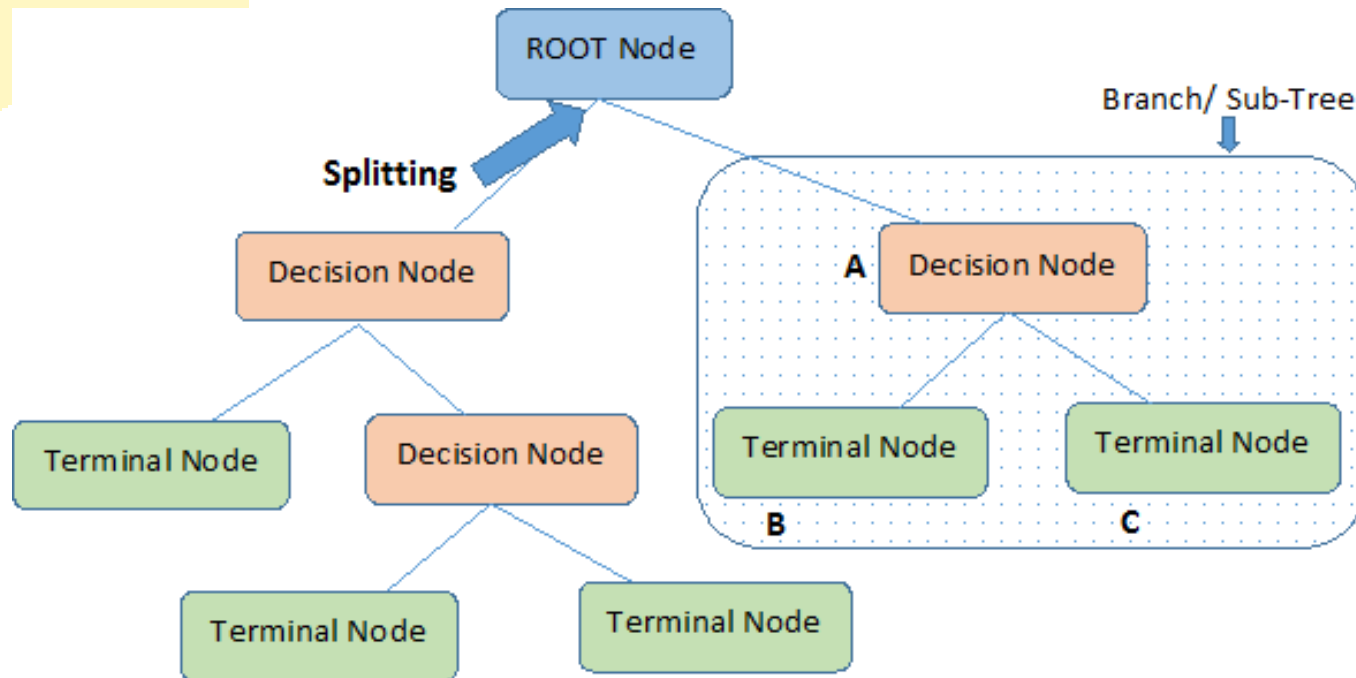 ROOT Node
Branch/ Sub-Tree
Splitting
Decision Node
A
Decision Node
Terminal Node
Decision Node
Terminal Node
Terminal Node
B
C
Terminal Node
Terminal Node